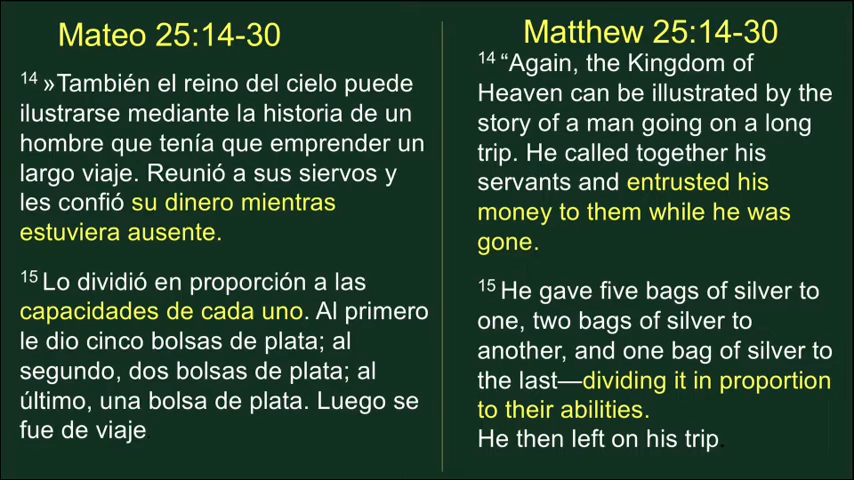 Mateo 25:14-30
14 »También el reino del cielo puede
ilustrarse mediante la historia de un
hombre que tenía que emprender un
largo viaje. Reunió a sus siervos y
les confió su dinero mientras
estuviera ausente.
15 Lo dividió en proporción a las
capacidades de cada uno. Al primero
le dio cinco bolsas de plata; al
segundo, dos bolsas de plata; al
último, una bolsa de plata. Luego se
fue de viaje
Matthew 25:14-30
14 “Again, the Kingdom of
Heaven can be illustrated by the
story of a man going on a long
trip. He called together his
servants and entrusted his
money to them while he was
gone.
15 He gave five bags of silver to
one, two bags of silver to
another, and one bag of silver to
the last—dividing it in proportion
to their abilities.
He then left on his trip.